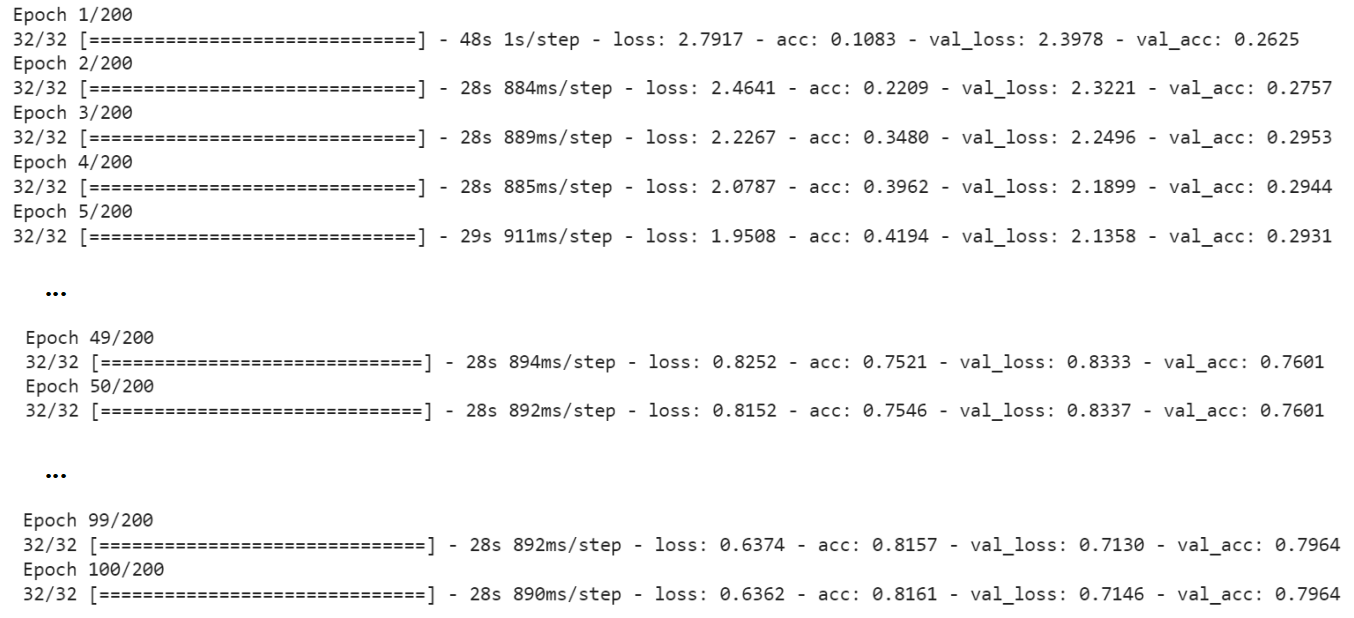 Epoch 1/200
32/32 [==============================] - 48s 1s/step - loss: 2.7917 - acc: 0.1083 - val_loss: 2.3978 - val_acc: 0.2625
Epoch 2/200
32/32 [==============================] - 28s 884ms/step - loss: 2.4641 - acc: 0.2209 - val_loss: 2.3221 - val_acc: 0.2757
Epoch 3/200
32/32 [==============================] - 28s 889ms/step - loss: 2.2267 - acc: 0.3480 - val_loss: 2.2496 - val_acc: 0.2953
Epoch 4/200
32/32 [==============================] - 28s 885ms/step - loss: 2.0787 - acc: 0.3962 - val_loss: 2.1899 - val_acc: 0.2944
Epoch 5/200
32/32 [==============================] - 29s 911ms/step - loss: 1.9508 - acc: 0.4194 - val_loss: 2.1358 - val_acc: 0.2931
...
Epoch 49/200
32/32 [==============================] - 28s 894ms/step - loss: 0.8252 - acc: 0.7521 - val_loss: 0.8333 - val_acc: 0.7601
Epoch 50/200
32/32 [==============================] - 28s 892ms/step - loss: 0.8152 - acc: 0.7546 - val_loss: 0.8337 - val_acc: 0.7601
...
Epoch 99/200
32/32 [==============================] - 28s 892ms/step - loss: 0.6374 - acc: 0.8157 - val_loss: 0.7130 - val_acc: 0.7964
Epoch 100/200
32/32 [==============================] - 28s 890ms/step - loss: 0.6362 - acc: 0.8161 - val_loss: 0.7146 - val_acc: 0.7964